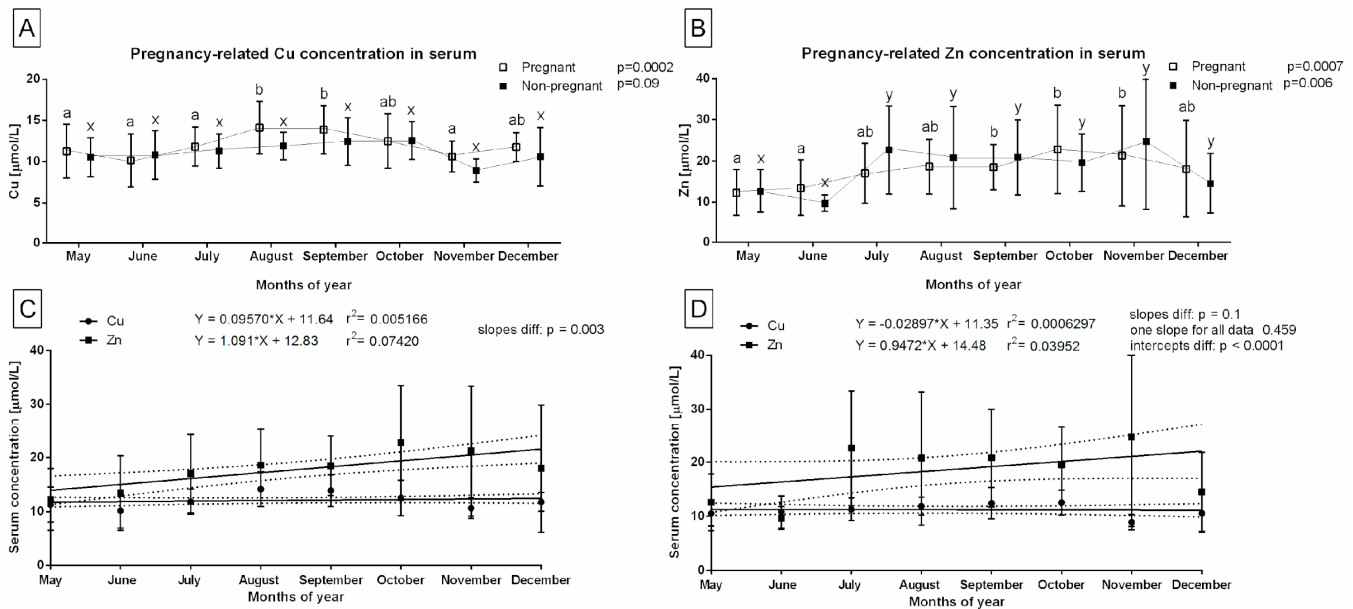 A
Pregnancy-related Cu concentration in serum
Pregnant p=0.0002
Non-pregnant p=0.09
Cu [μmol/L]
20
15
10
5
0
a x a x a x b x b x ab x a x ab x
May June July August September October November December
Months of year
B
Pregnancy-related Zn concentration in serum
Pregnant p=0.0007
Non-pregnant p=0.006
Zn [μmol/L]
40
30
20
10
0
a x a x ab y ab y b y b y b y ab y
May June July August September October November December
Months of year
C
Cu Y = 0.09570*X + 11.64 r²= 0.005166
Zn Y = 1.091*X + 12.83 r²= 0.07420
slopes diff: p = 0.003
Serum concentration [μmol/L]
40
30
20
10
0
May June July August September October November December
Months of year
D
Cu Y = -0.02897*X + 11.35 r²= 0.0006297
Zn Y = 0.9472*X + 14.48 r²= 0.03952
slopes diff: p = 0.1
one slope for all data 0.459
intercepts diff: p < 0.0001
Serum concentration [μmol/L]
40
30
20
10
0
May June July August September October November December
Months of year